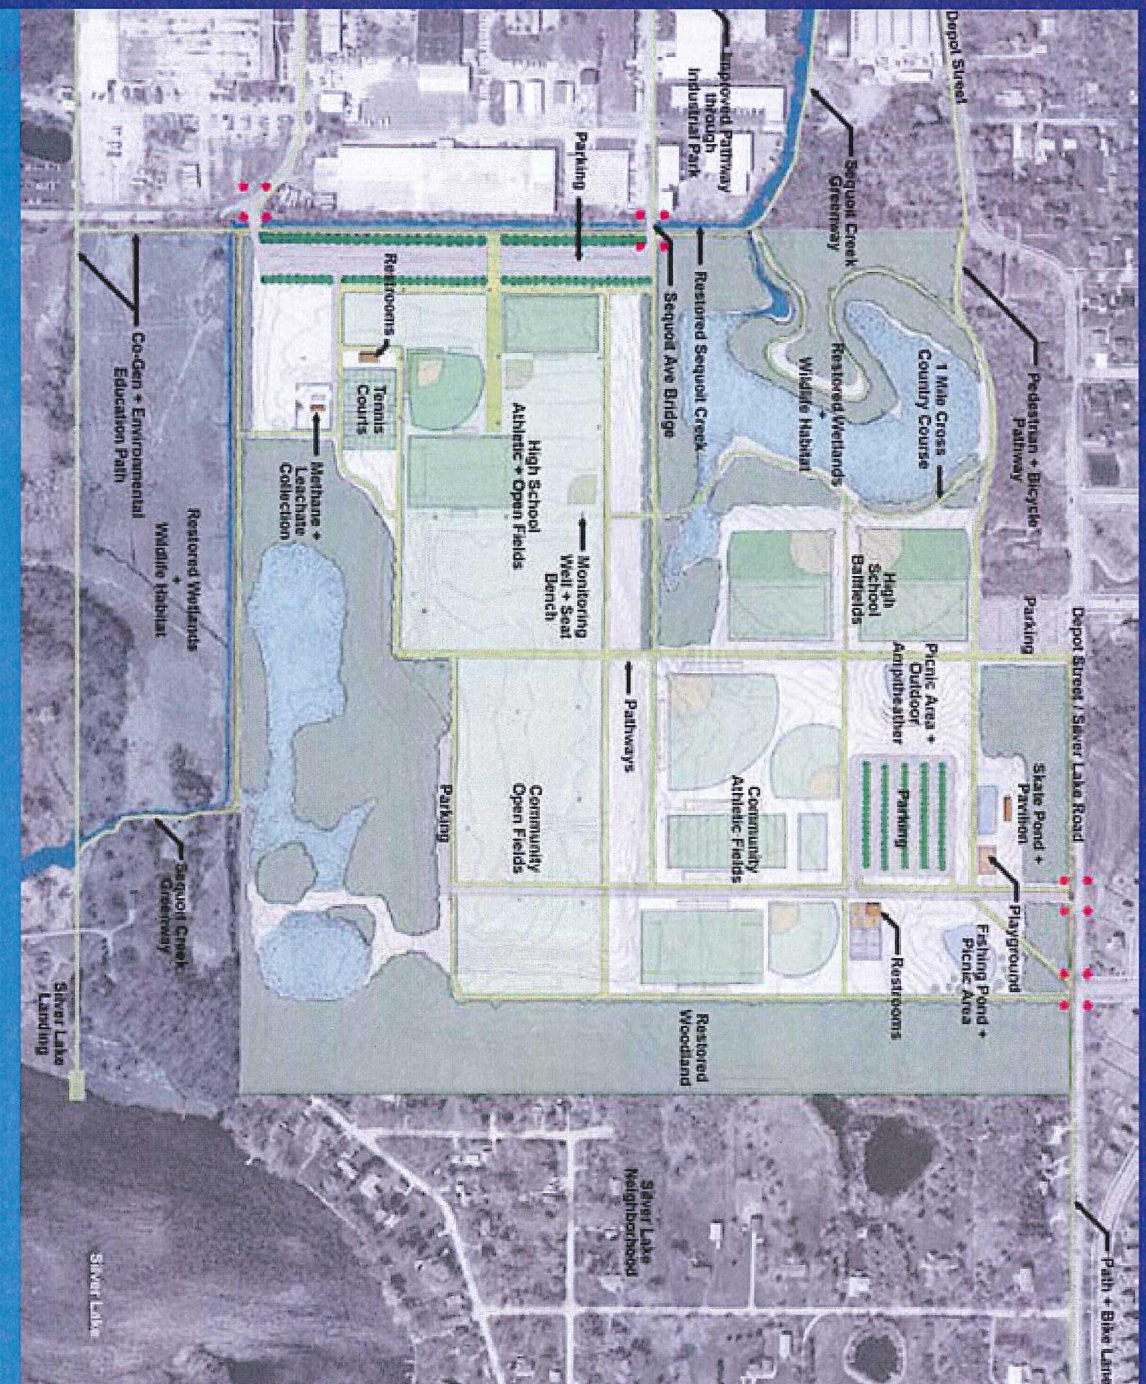 Depot Street
Improved Pathway
through
Industrial Park
Sequoit Creek
Greenway
Pedestrian + Bicycle
Pathway
Parking
Restored Sequoit Creek
Sequoit Ave Bridge
Restored Wetlands
+
Wildlife Habitat
1 Mile Cross
Country Course
Restrooms
Tennis
Courts
High School
Athletic + Open Fields
Methane +
Leachate
Collection
Monitoring
Well + Seat
Bench
High
School
Ballfields
Parking
Depot Street / Silver Lake Road
Co-Gen + Environmental
Education Path
Restored Wetlands
+
Wildlife Habitat
Picnic Area +
Outdoor
Ampitheater
Pathways
Skate Pond +
Pavilion
Parking
Community
Athletic Fields
Community
Open Fields
Parking
Playground
Fishing Pond +
Picnic Area
Restrooms
Sequoit Creek
Greenway
Silver Lake
Landing
Restored
Woodland
Silver Lake
Neighborhood
Path + Bike Lane
Silver Lake